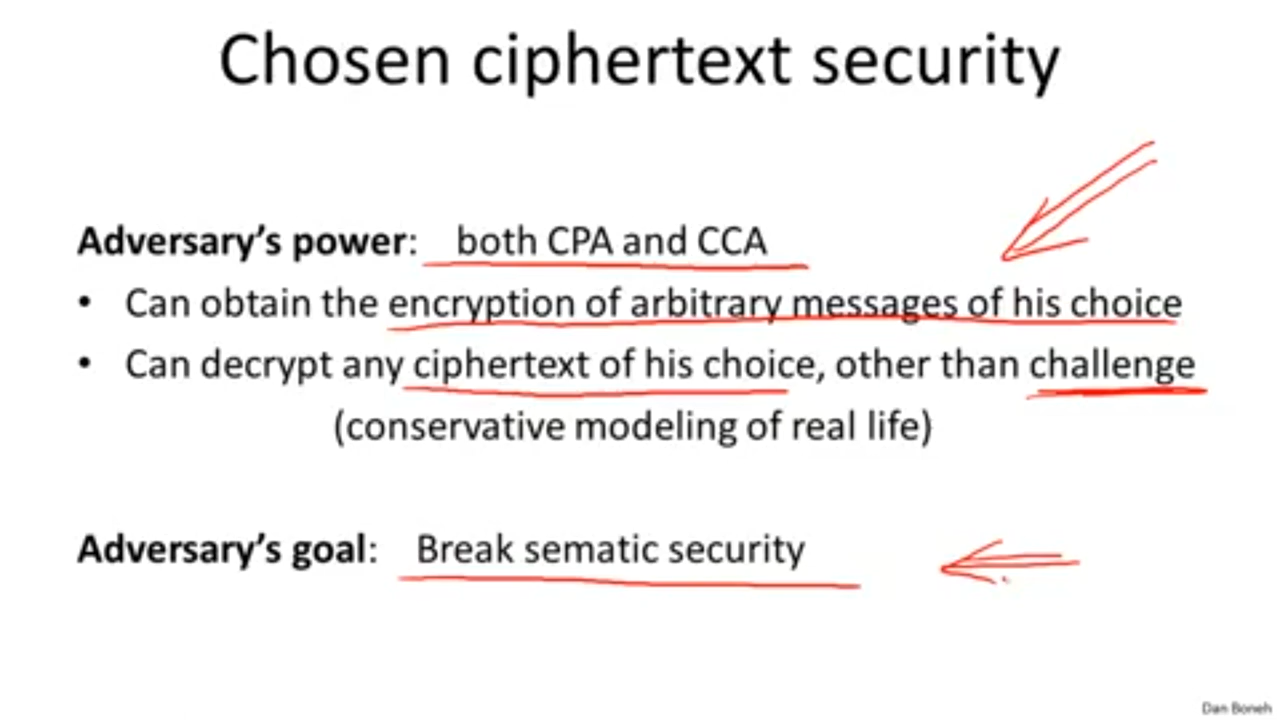 Chosen ciphertext security
Adversary’s power: both CPA and CCA
• Can obtain the encryption of arbitrary messages of his choice
• Can decrypt any ciphertext of his choice, other than challenge
(conservative modeling of real life)
Adversary’s goal: Break sematic security
Dan Boneh